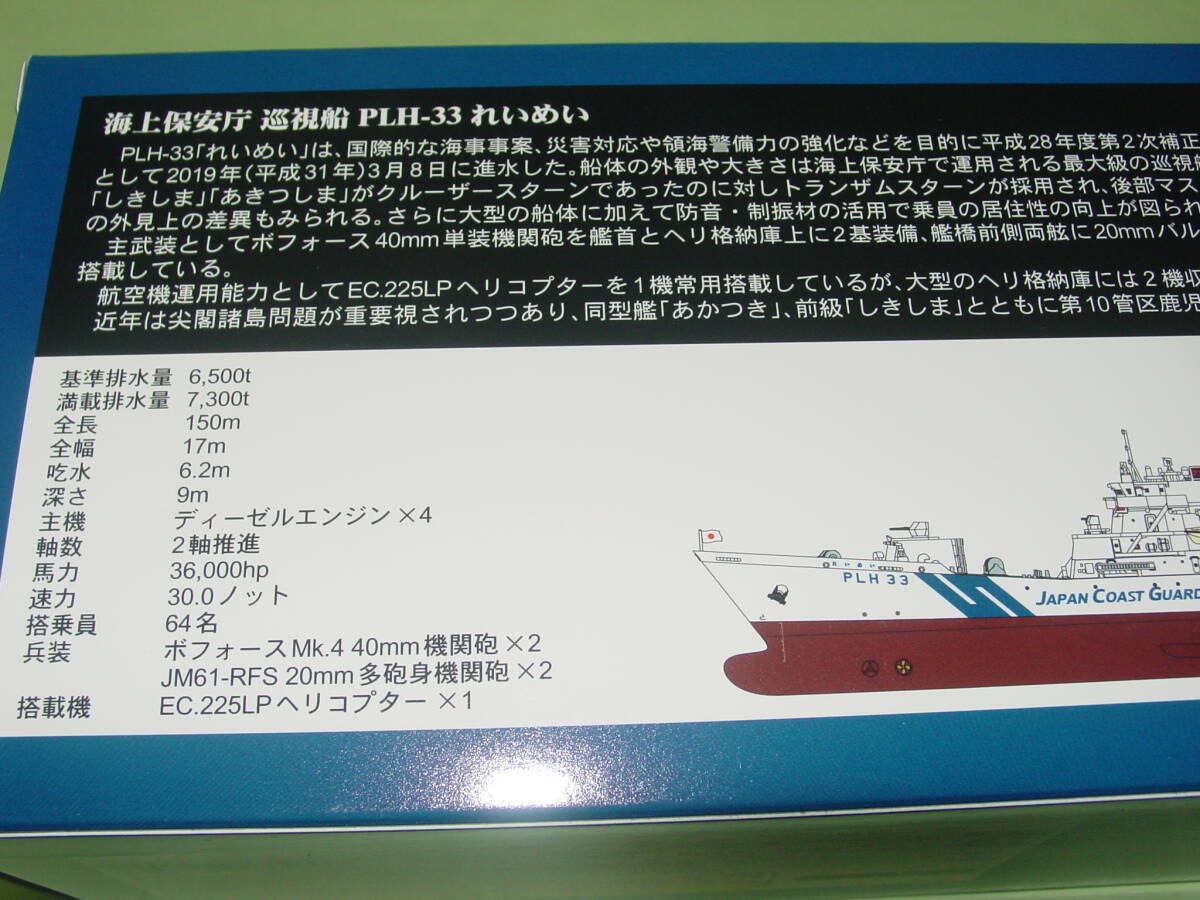 海上保安庁 巡視船 PLH-33 れいめい
PLH-33「れいめい」は、国際的な海事事案、災害対応や領海警備力の強化などを目的に平成28年度第2次補正
として2019年(平成31年)3月8日に進水した。船体の外観や大きさは海上保安庁で運用される最大級の巡視
「しきしま」「あきつしま」がクルーザースターンであったのに対しトランザムスターンが採用され、後部マス
の外見上の差異もみられる。さらに大型の船体に加えて防音・制振材の活用で乗員の居住性の向上が図られ
主武装としてボフォース40mm単装機関砲を艦首とヘリ格納庫上に2基装備、艦橋前側両舷に20mmバル
搭載している。
航空機運用能力としてEC.225LPヘリコプターを1機常用搭載しているが、大型のヘリ格納庫には2機収
近年は尖閣諸島問題が重要視されつつあり、同型艦「あかつき」、前級「しきしま」とともに第10管区鹿児
基準排水量 6,500t
満載排水量 7,300t
全長 150m
全幅 17m
吃水 6.2m
深さ 9m
主機 ディーゼルエンジン×4
軸数 2軸推進
馬力 36,000hp
速力 30.0ノット
搭乗員 64名
兵装 ボフォースMk.4 40mm機関砲×2
JM61-RFS 20mm多砲身機関砲×2
搭載機 EC.225LPヘリコプター ×1
れいめい
PLH 33
JAPAN COAST GUARD